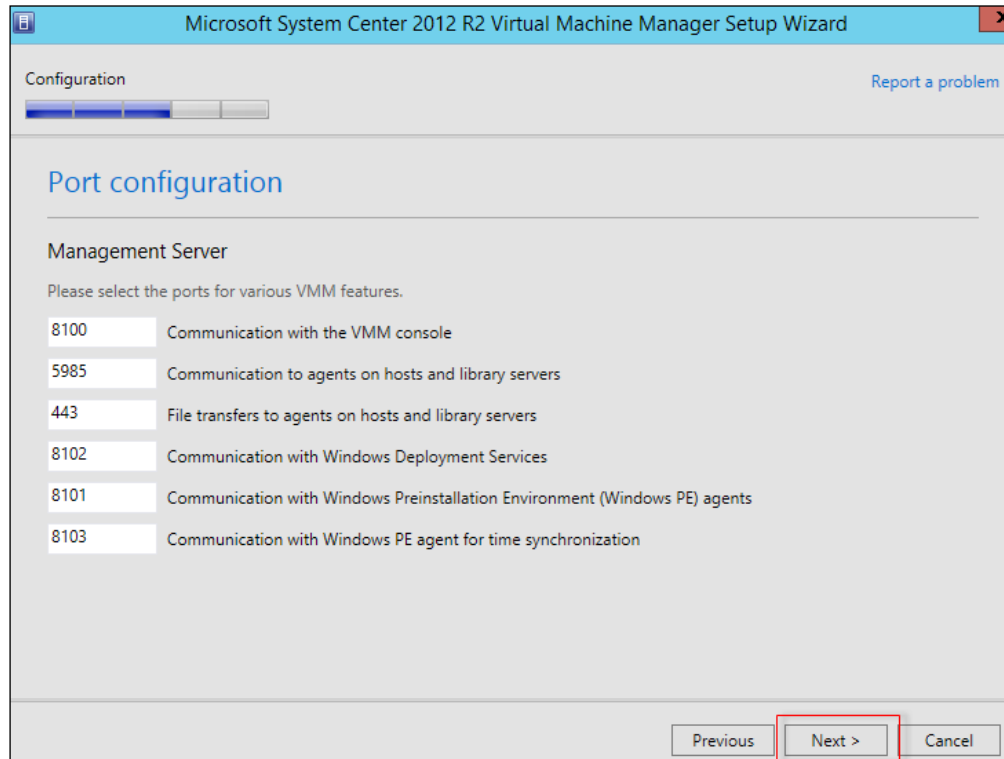 Microsoft System Center 2012 R2 Virtual Machine Manager Setup Wizard
Configuration
Report a problem
Port configuration
Management Server
Please select the ports for various VMM features.
8100 Communication with the VMM console
5985 Communication to agents on hosts and library servers
443 File transfers to agents on hosts and library servers
8102 Communication with Windows Deployment Services
8101 Communication with Windows Preinstallation Environment (Windows PE) agents
8103 Communication with Windows PE agent for time synchronization
Previous Next > Cancel